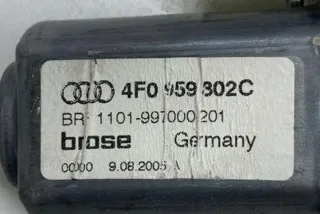 4F0 959 802C
BR° 1101-997000-201
brose Germany
00:00 9.08.2005 A